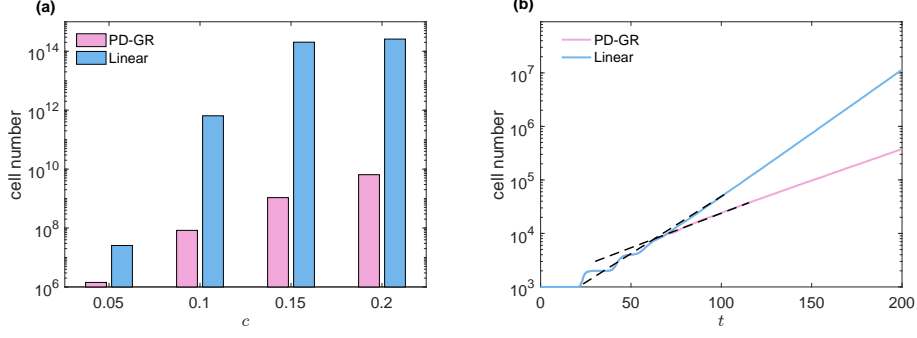 (a)
PD-GR
Linear
10^14
10^12
10^10
10^8
10^6
cell number
0.05 0.1 0.15 0.2
c
(b)
PD-GR
Linear
10^7
10^6
10^5
10^4
10^3
cell number
0 50 100 150 200
t